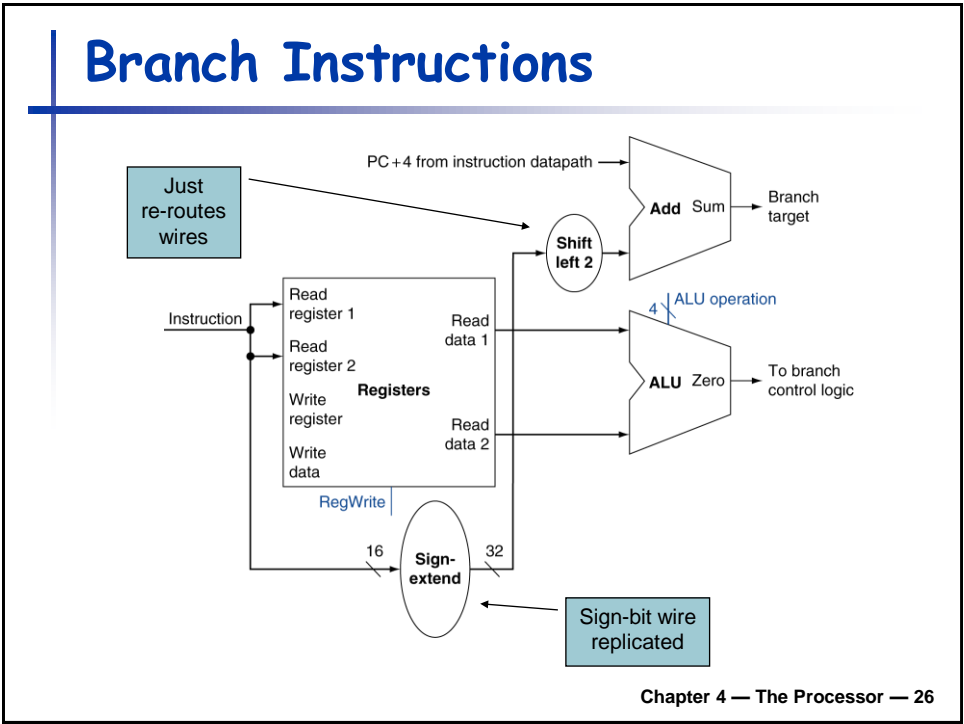 Branch Instructions
Just
re-routes
wires
PC+4 from instruction datapath
Add Sum
Branch
target
Shift
left 2
4
ALU operation
Instruction
Read
register 1
Read
register 2
Write
register
Write
data
Registers
Read
data 1
Read
data 2
ALU Zero
To branch
control logic
RegWrite
16
Sign-
extend
32
Sign-bit wire
replicated
Chapter 4 — The Processor — 26